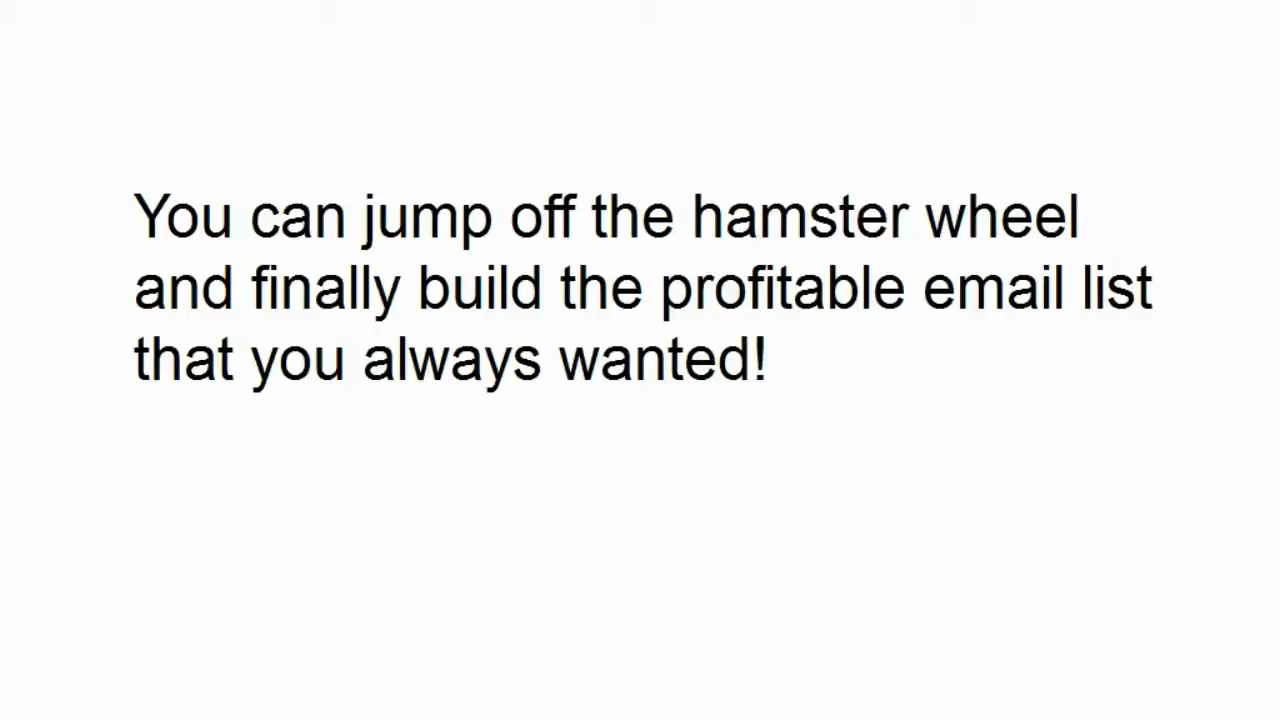 You can jump off the hamster wheel
and finally build the profitable email list
that you always wanted!